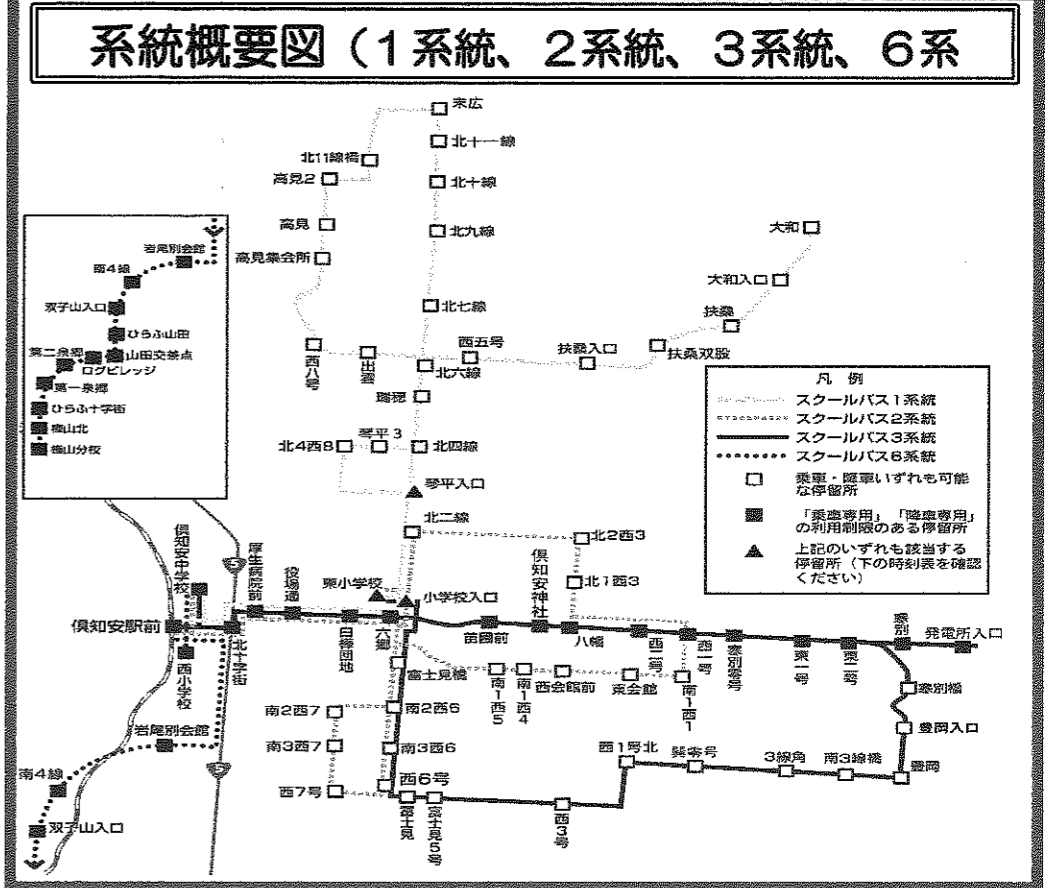 系統概要図（1系統、2系統、3系統、6系
末広
北十一線
北11線橋
高見2
北十線
高見
北九線
大和
高見集会所
大和入口
北七線
扶桑
西五号
扶桑入口
扶桑双股
西八号
出雲
北六線
瑞穂
琴平3
北4西8
北四線
琴平入口
北二線
北2西3
北1西3
岩尾別会館
南4線
双子山入口
ひらふ山田
第二泉郷
山田交差点
ログビレッジ
第一泉郷
ひらふ十字街
樺山北
樺山分校
凡 例
スクールバス1系統
スクールバス2系統
スクールバス3系統
スクールバス6系統
乗車・降車いずれも可能
な停留所
「乗車専用」「降車専用」
の利用制限のある停留所
上記のいずれも該当する
停留所（下の時刻表を確認
ください）
倶知安中学校
5
厚生病院前
役場通
東小学校
小学校入口
倶知安神社
倶知安駅前
西小学校
北十字街
白樺団地
六郷
苗圃前
八幡
西二号
西一号
寒別零号
東一号
東二号
寒別
発電所入口
富士見橋
南1西5
南1西4
西会館前
東会館
南1西1
寒別橋
南2西7
南2西6
豊岡入口
岩尾別会館
南3西7
南3西6
西1号北
巽零号
3線角
南3線橋
豊岡
南4線
5
西7号
西6号
富士見
富士見5号
西3号
双子山入口